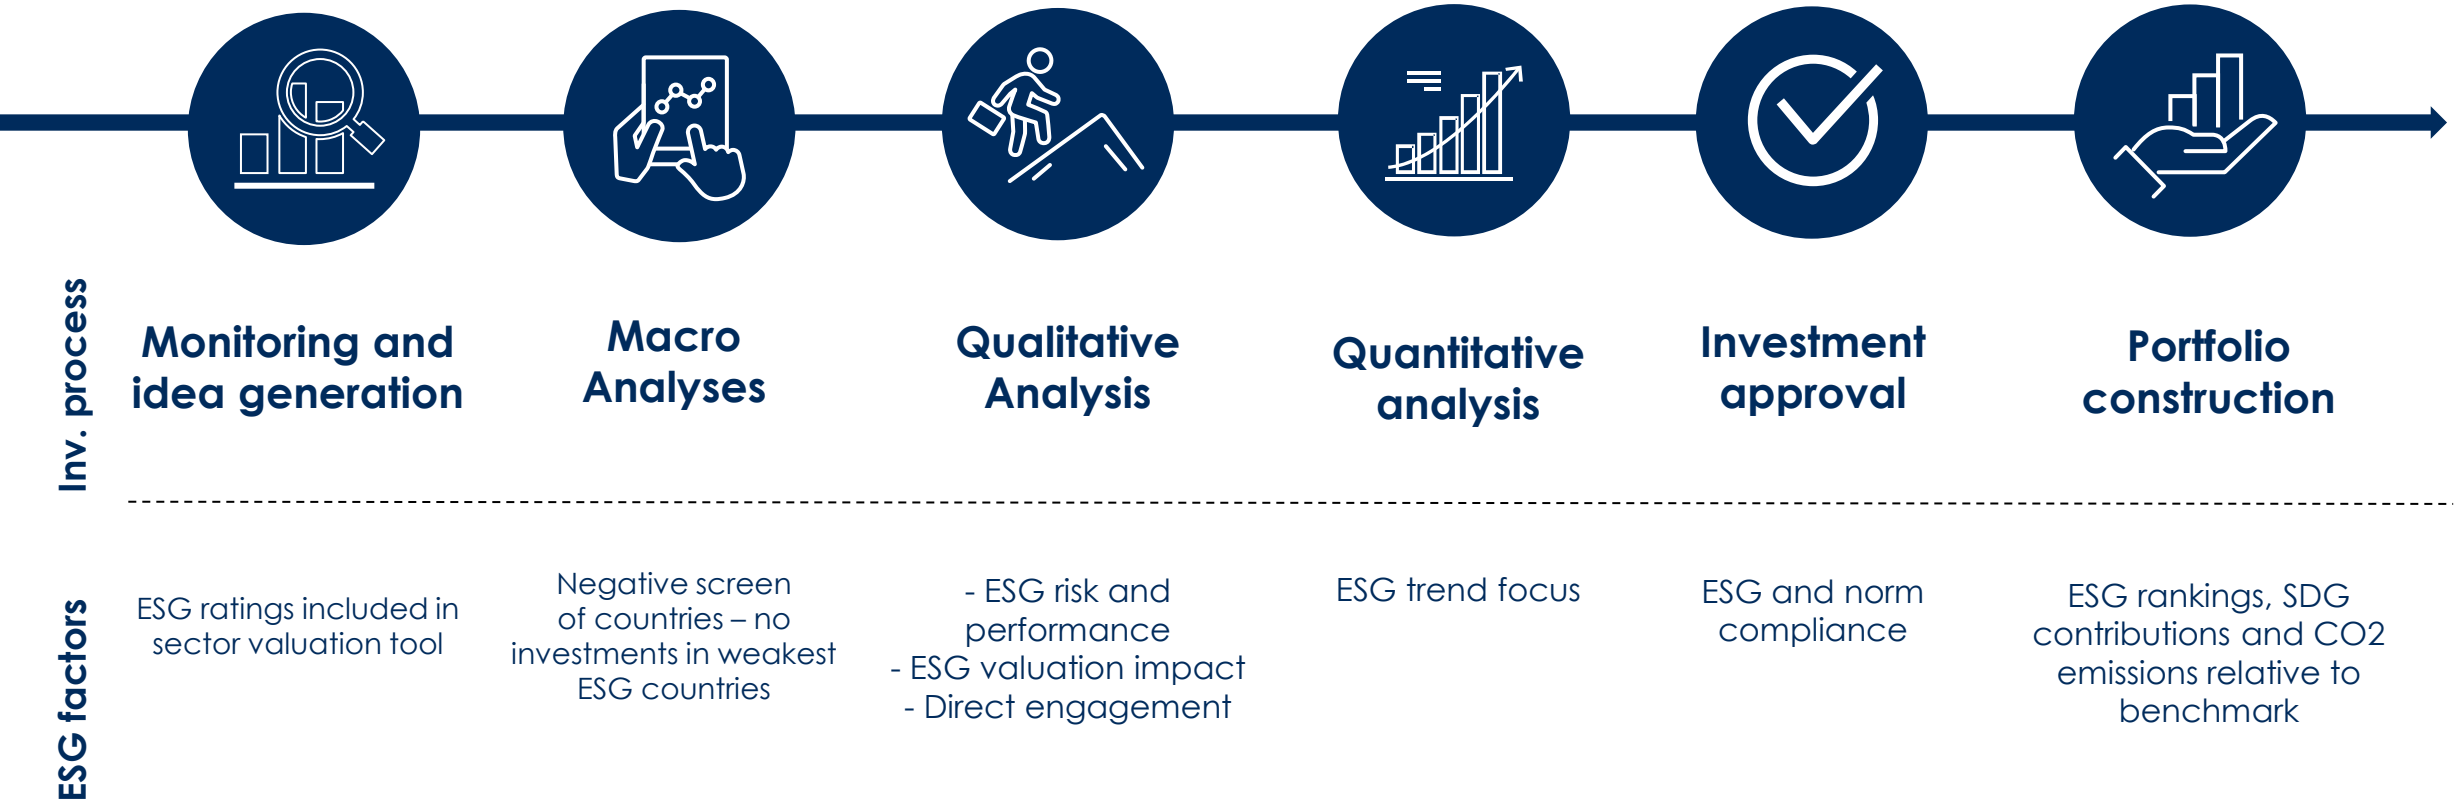 Inv. process
Monitoring and
idea generation
Macro
Analyses
Qualitative
Analysis
Quantitative
analysis
Investment
approval
Portfolio
construction
ESG factors
ESG ratings included in
sector valuation tool
Negative screen
of countries – no
investments in weakest
ESG countries
- ESG risk and
performance
- ESG valuation impact
- Direct engagement
ESG trend focus
ESG and norm
compliance
ESG rankings, SDG
contributions and CO2
emissions relative to
benchmark